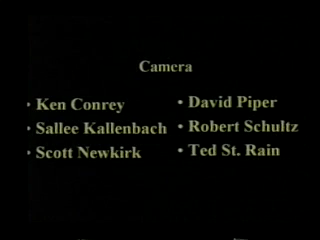 Camera
• Ken Conrey
• Sallee Kallenbach
• Scott Newkirk
• David Piper
• Robert Schultz
• Ted St. Rain